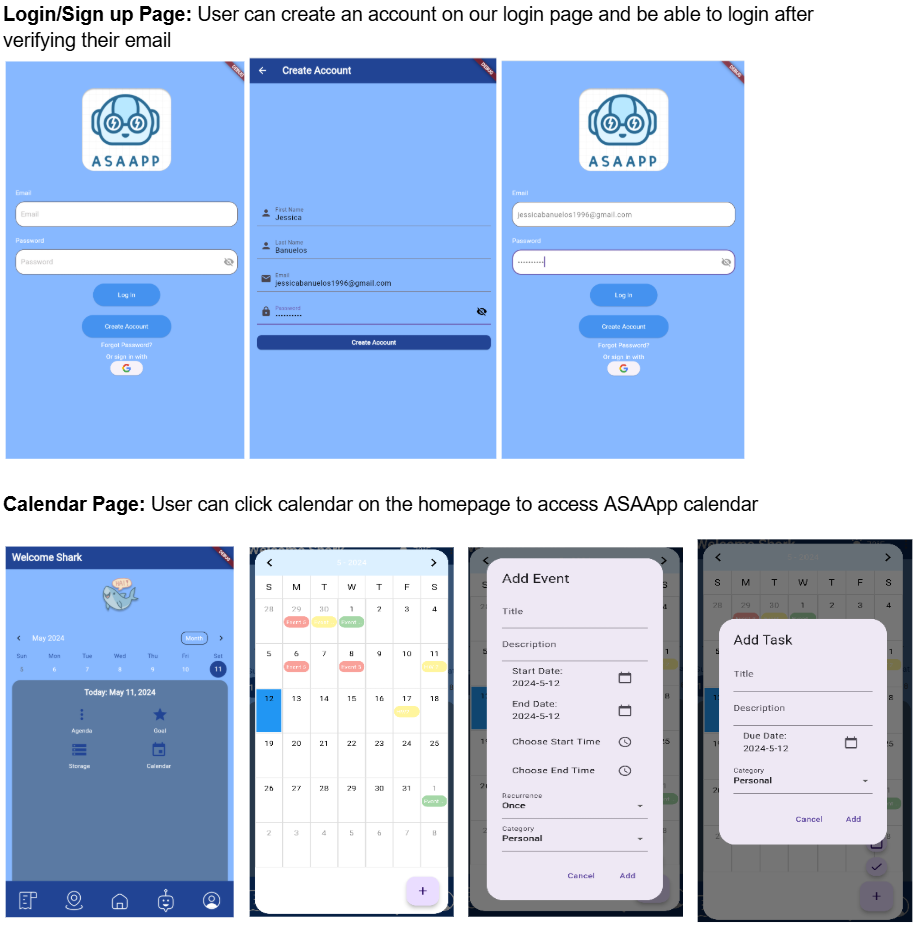 Login/Sign up Page: User can create an account on our login page and be able to login after
verifying their email
DEBUG
ASAAPP
Email
Email
Password
Password
Log In
Create Account
Forgot Password?
Or sign in with
G
Create Account
DEBUG
First Name
Jessica
Last Name
Banuelos
Email
jessicabanuelos1996@gmail.com
Password
Create Account
DEBUG
ASAAPP
Email
jessicabanuelos1996@gmail.com
Password
Log In
Create Account
Forgot Password?
Or sign in with
G
Calendar Page: User can click calendar on the homepage to access ASAApp calendar
Welcome Shark
DEBUG
May 2024
Month
Sun Mon Tue Wed Thu Fri Sat
5 6 7 8 9 10 11
Today: May 11, 2024
Agenda
Goal
Storage
Calendar
5 - 2024
S M T W T F S
28 29 30 1 2 3 4
5 6 7 8 9 10 11
12 13 14 15 16 17 18
19 20 21 22 23 24 25
26 27 28 29 30 31 1
2 3 4 5 6 7 8
+
Add Event
Title
Description
Start Date:
2024-5-12
End Date:
2024-5-12
Choose Start Time
Choose End Time
Recurrence
Once
Category
Personal
Cancel Add
S M T W T F S
28 29 30 1 2 3 4
Add Task
Title
Description
Due Date:
2024-5-12
Category
Personal
Cancel Add
+